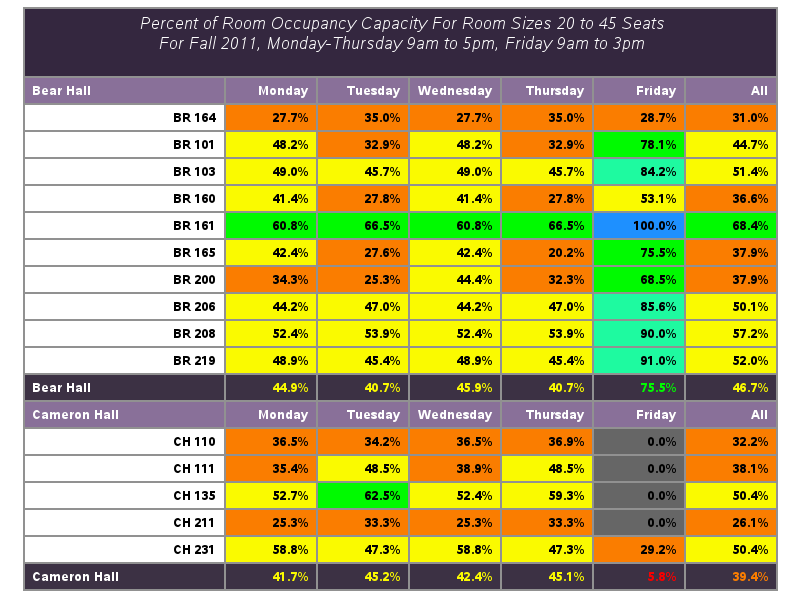 Percent of Room Occupancy Capacity For Room Sizes 20 to 45 Seats
For Fall 2011, Monday-Thursday 9am to 5pm, Friday 9am to 3pm
Bear Hall Monday Tuesday Wednesday Thursday Friday All
BR 164 27.7% 35.0% 27.7% 35.0% 28.7% 31.0%
BR 101 48.2% 32.9% 48.2% 32.9% 78.1% 44.7%
BR 103 49.0% 45.7% 49.0% 45.7% 84.2% 51.4%
BR 160 41.4% 27.8% 41.4% 27.8% 53.1% 36.6%
BR 161 60.8% 66.5% 60.8% 66.5% 100.0% 68.4%
BR 165 42.4% 27.6% 42.4% 20.2% 75.5% 37.9%
BR 200 34.3% 25.3% 44.4% 32.3% 68.5% 37.9%
BR 206 44.2% 47.0% 44.2% 47.0% 85.6% 50.1%
BR 208 52.4% 53.9% 52.4% 53.9% 90.0% 57.2%
BR 219 48.9% 45.4% 48.9% 45.4% 91.0% 52.0%
Bear Hall 44.9% 40.7% 45.9% 40.7% 75.5% 46.7%
Cameron Hall Monday Tuesday Wednesday Thursday Friday All
CH 110 36.5% 34.2% 36.5% 36.9% 0.0% 32.2%
CH 111 35.4% 48.5% 38.9% 48.5% 0.0% 38.1%
CH 135 52.7% 62.5% 52.4% 59.3% 0.0% 50.4%
CH 211 25.3% 33.3% 25.3% 33.3% 0.0% 26.1%
CH 231 58.8% 47.3% 58.8% 47.3% 29.2% 50.4%
Cameron Hall 41.7% 45.2% 42.4% 45.1% 5.8% 39.4%